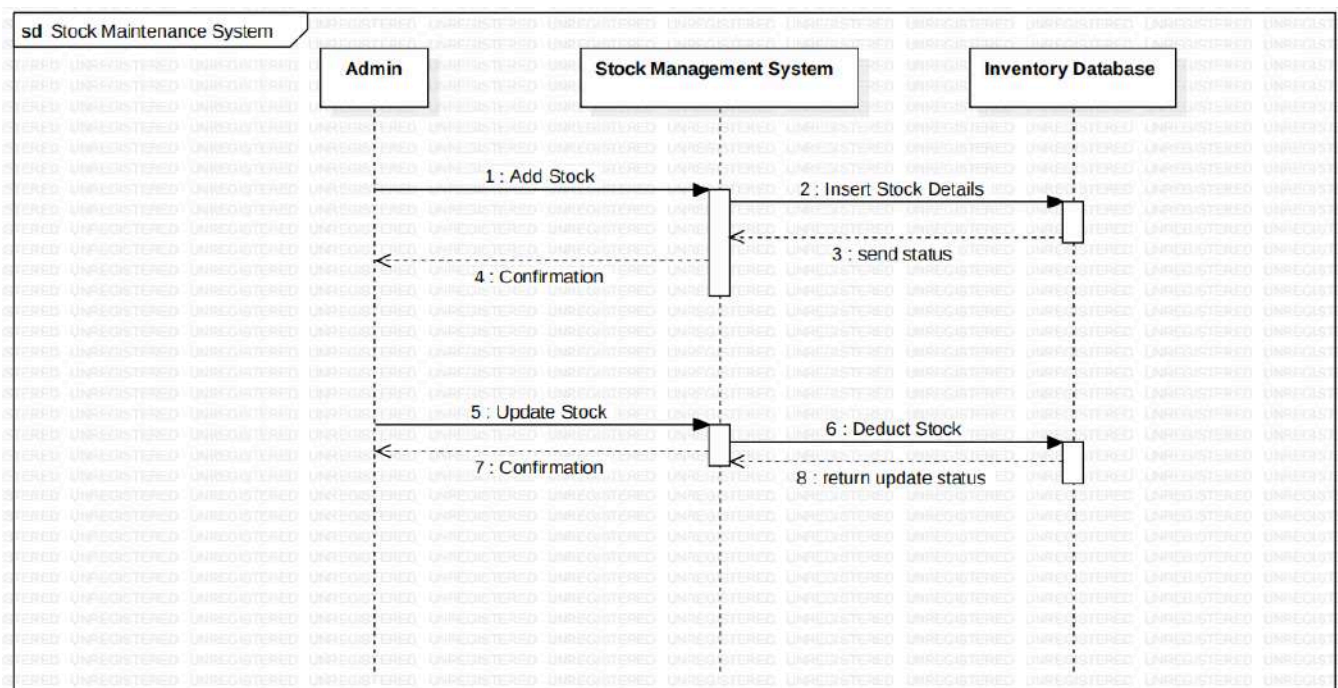 sd Stock Maintenance System
Admin
Stock Management System
Inventory Database
1 : Add Stock
2 : Insert Stock Details
3 : send status
4 : Confirmation
5 : Update Stock
6 : Deduct Stock
7 : Confirmation
8 : return update status